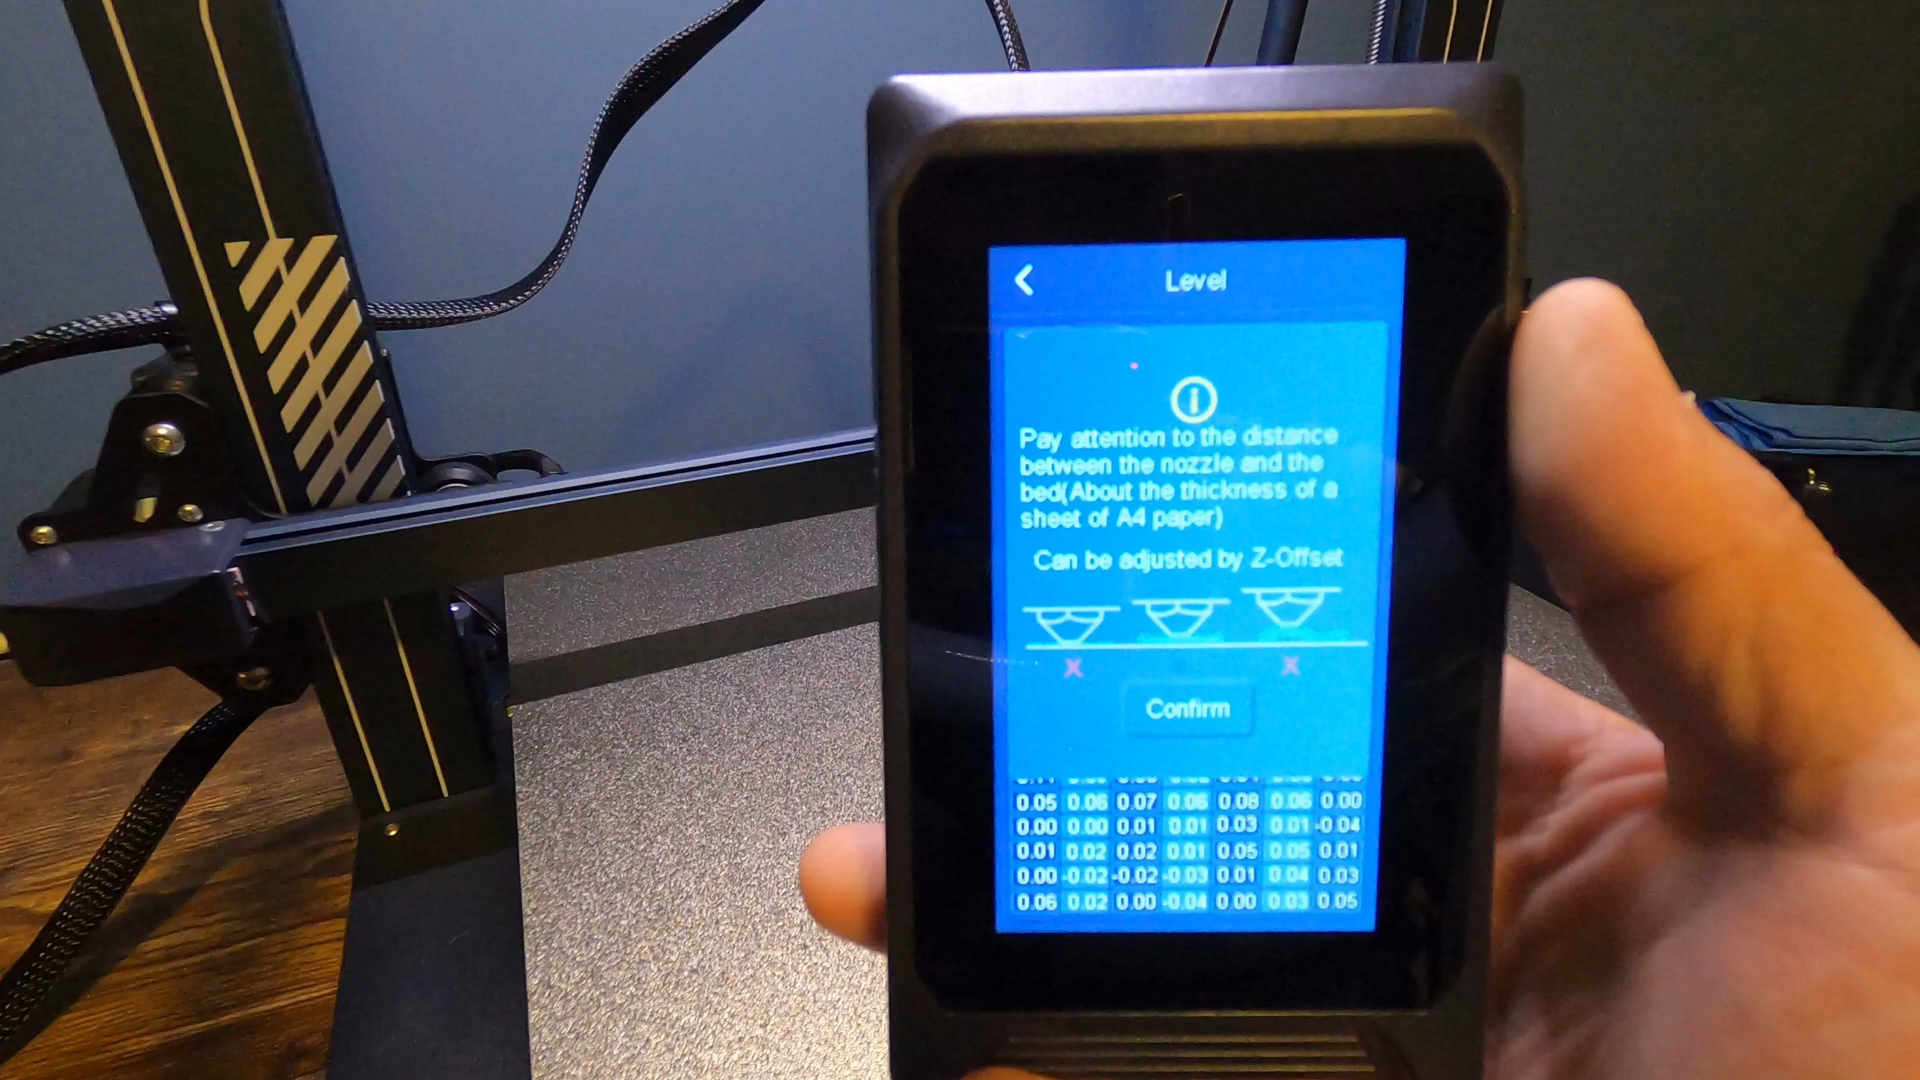 Level
Pay attention to the distance
between the nozzle and the
bed(About the thickness of a
sheet of A4 paper)
Can be adjusted by Z-Offset
X X
Confirm
0.05 0.06 0.07 0.06 0.08 0.06 0.00
0.00 0.00 0.01 0.01 0.03 0.01 -0.04
0.01 0.02 0.02 0.01 0.05 0.05 0.01
0.00 -0.02 -0.02 -0.03 0.01 0.04 0.03
0.06 0.02 0.00 -0.04 0.00 0.03 0.05